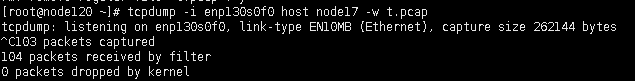 [root@node120 ~]# tcpdump -i enp130s0f0 host node17 -w t.pcap
tcpdump: listening on enp130s0f0, link-type EN10MB (Ethernet), capture size 262144 bytes
^C103 packets captured
104 packets received by filter
0 packets dropped by kernel